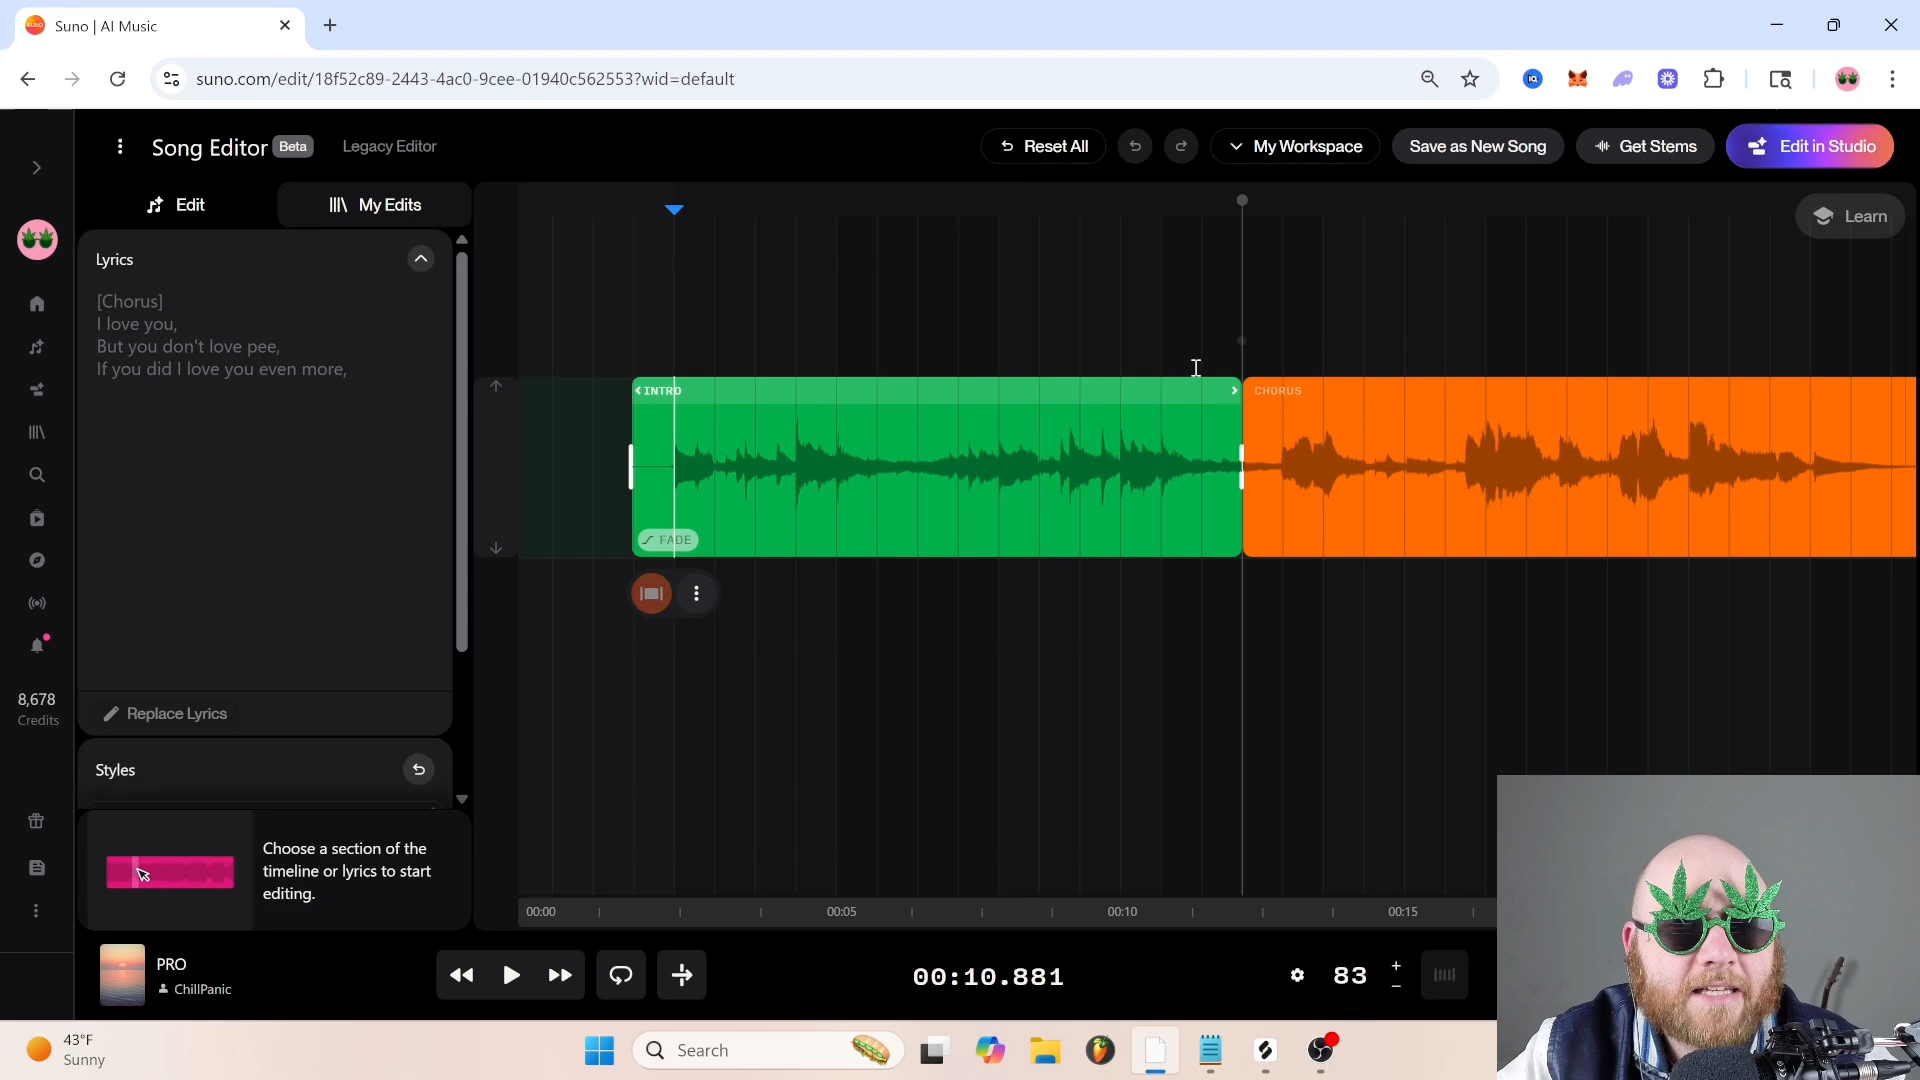 Suno | AI Music
suno.com/edit/18f52c89-2443-4ac0-9cee-01940c562553?wid=default
Song Editor Beta Legacy Editor
Reset All
My Workspace
Save as New Song
Get Stems
Edit in Studio
Edit
My Edits
Learn
Lyrics
[Chorus]
I love you,
But you don't love pee,
If you did I love you even more,
INTRO
CHORUS
FADE
8,678
Credits
Replace Lyrics
Styles
Choose a section of the
timeline or lyrics to start
editing.
00:00 00:05 00:10 00:15
PRO
ChillPanic
00:10.881
83
43°F
Sunny
Search